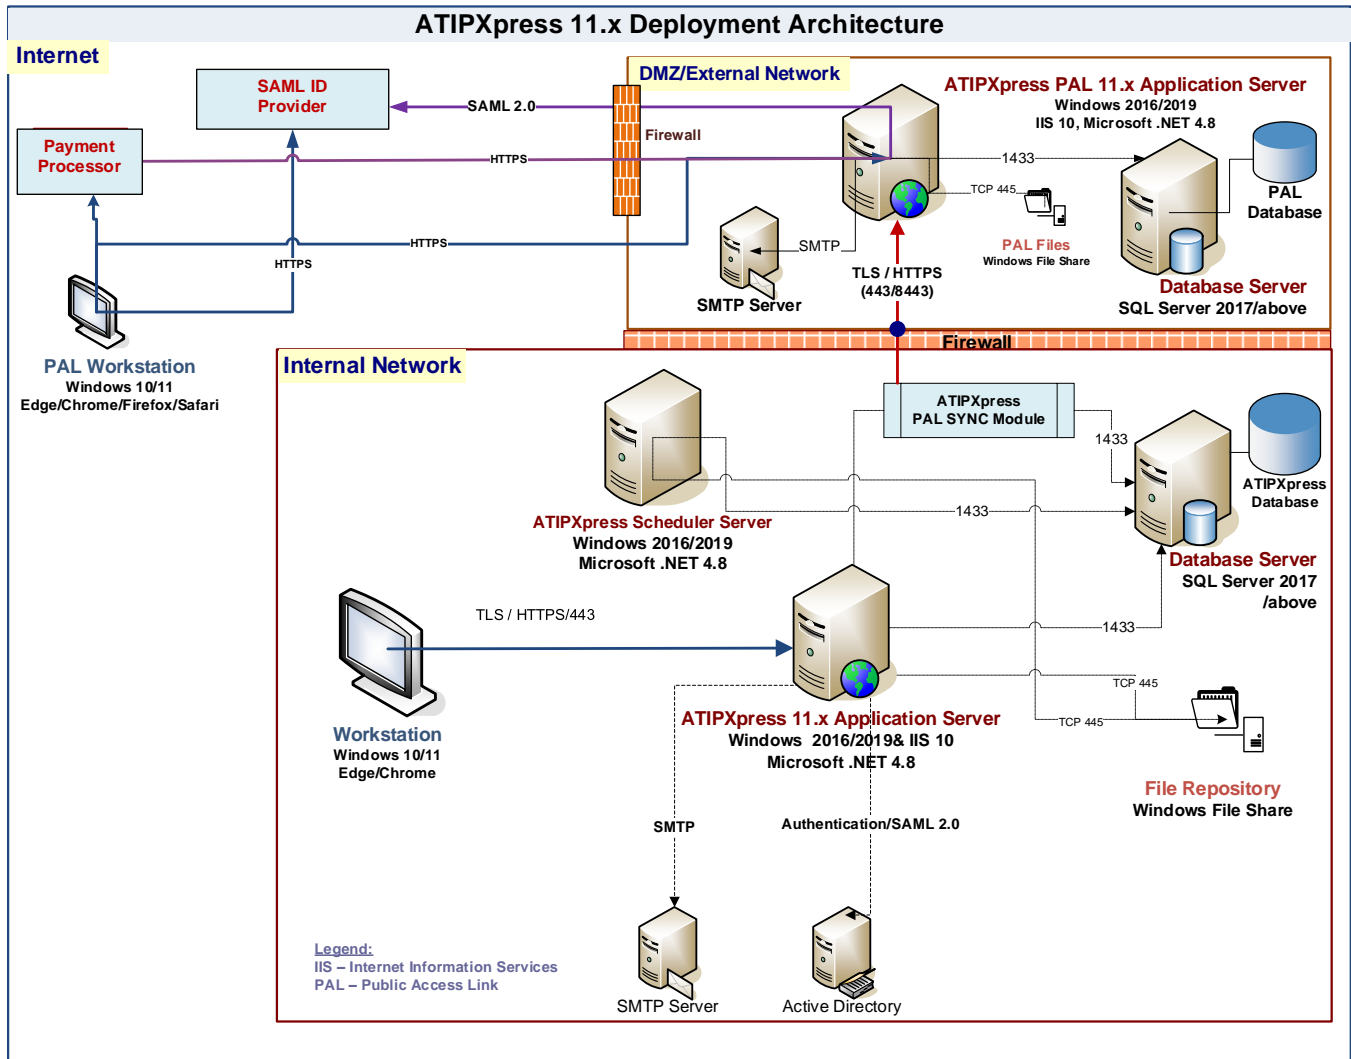 ATIPXpress 11.x Deployment Architecture
Internet
SAML ID
Provider
SAML 2.0
Payment
Processor
HTTPS
HTTPS
HTTPS
PAL Workstation
Windows 10/11
Edge/Chrome/Firefox/Safari
DMZ/External Network
Firewall
ATIPXpress PAL 11.x Application Server
Windows 2016/2019
IIS 10, Microsoft .NET 4.8
1433
TCP 445
PAL
Database
PAL Files
Windows File Share
SMTP
SMTP Server
TLS / HTTPS
(443/8443)
Database Server
SQL Server 2017/above
Firewall
Internal Network
ATIPXpress
PAL SYNC Module
1433
ATIPXpress
Database
ATIPXpress Scheduler Server
Windows 2016/2019
Microsoft .NET 4.8
1433
Database Server
SQL Server 2017
/above
TLS / HTTPS/443
1433
TCP 445
TCP 445
Workstation
Windows 10/11
Edge/Chrome
ATIPXpress 11.x Application Server
Windows  2016/2019& IIS 10
Microsoft .NET 4.8
File Repository
Windows File Share
SMTP
Authentication/SAML 2.0
Legend:
IIS – Internet Information Services
PAL – Public Access Link
SMTP Server
Active Directory